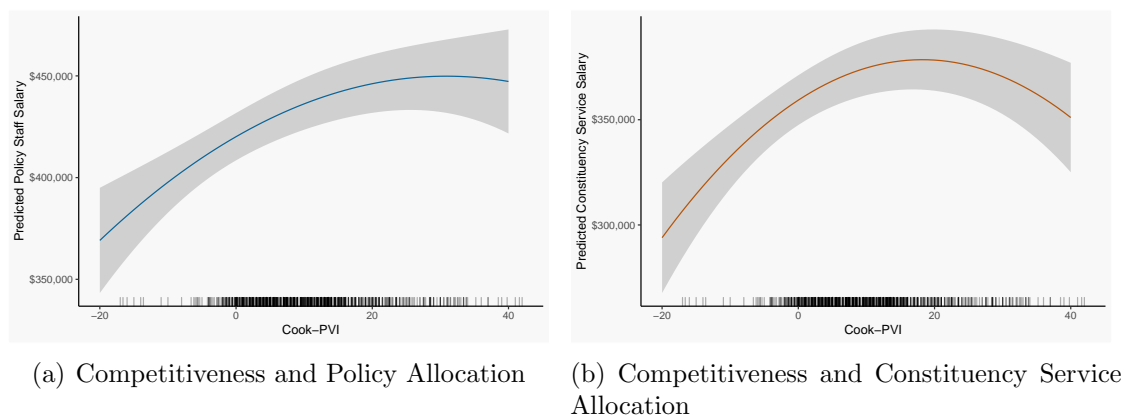 Predicted Policy Staff Salary
$450,000
$400,000
$350,000
−20
0
20
40
Cook−PVI
(a) Competitiveness and Policy Allocation
Predicted Constituency Service Salary
$350,000
$300,000
−20
0
20
40
Cook−PVI
(b) Competitiveness and Constituency Service
Allocation